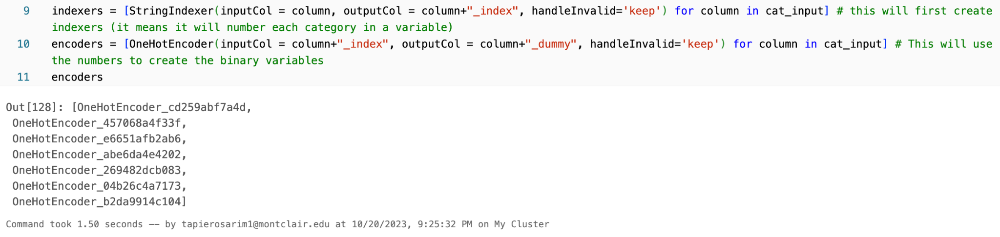 9 indexers = [StringIndexer(inputCol = column, outputCol = column+"_index", handleInvalid='keep') for column in cat_input] # this will first create
indexers (it means it will number each category in a variable)
10 encoders = [OneHotEncoder(inputCol = column+"_index", outputCol = column+"_dummy", handleInvalid='keep') for column in cat_input] # This will use
the numbers to create the binary variables
11 encoders
Out[128]: [OneHotEncoder_cd259abf7a4d,
OneHotEncoder_457068a4f33f,
OneHotEncoder_e6651afb2ab6,
OneHotEncoder_abe6da4e4202,
OneHotEncoder_269482dcb083,
OneHotEncoder_04b26c4a7173,
OneHotEncoder_b2da9914c104]
Command took 1.50 seconds -- by tapierosarim1@montclair.edu at 10/20/2023, 9:25:32 PM on My Cluster